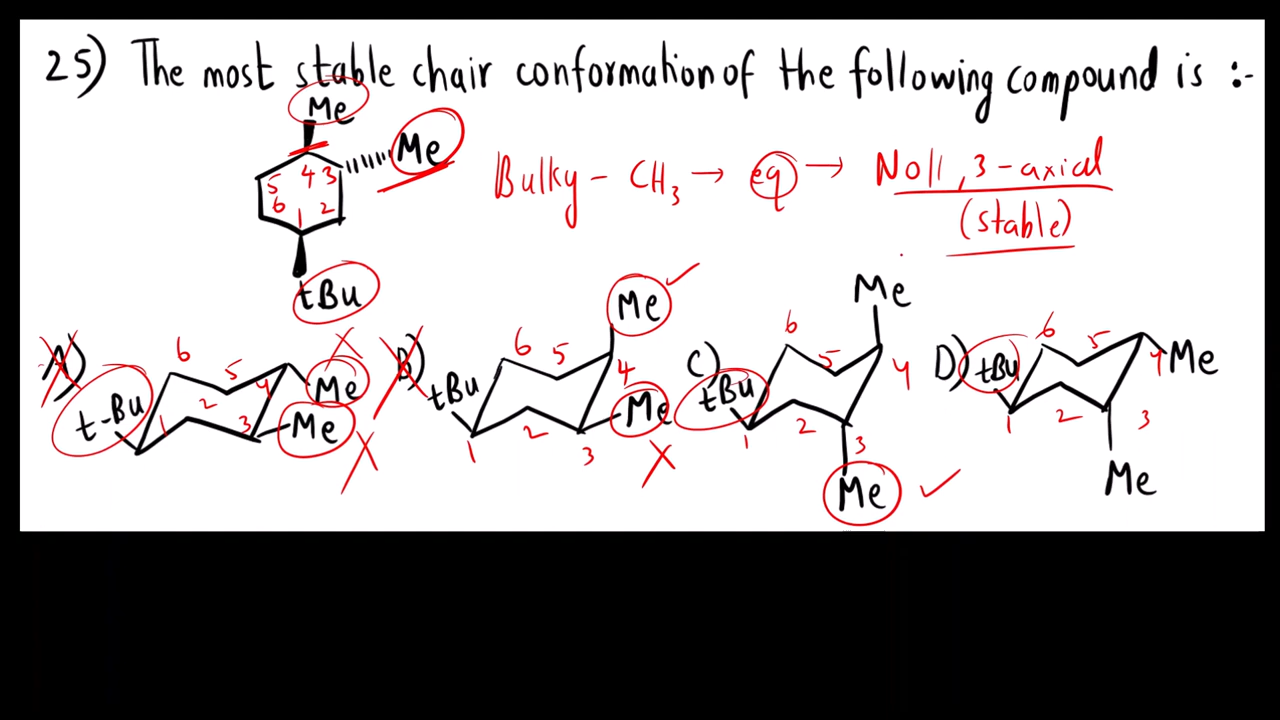 25) The most stable chair conformation of the following compound is :-
Me
Me
5 4 3
6 1 2
tBu
Bulky - CH3 → eq → No 1,3-axial
(stable)
A) t-Bu 6 5 4 Me
1 2 3 Me
B) tBu 6 5 4 Me
1 2 3 Me
C) tBu 6 5 4 Me
1 2 3 Me
D) tBu 6 5 4 Me
1 2 3 Me